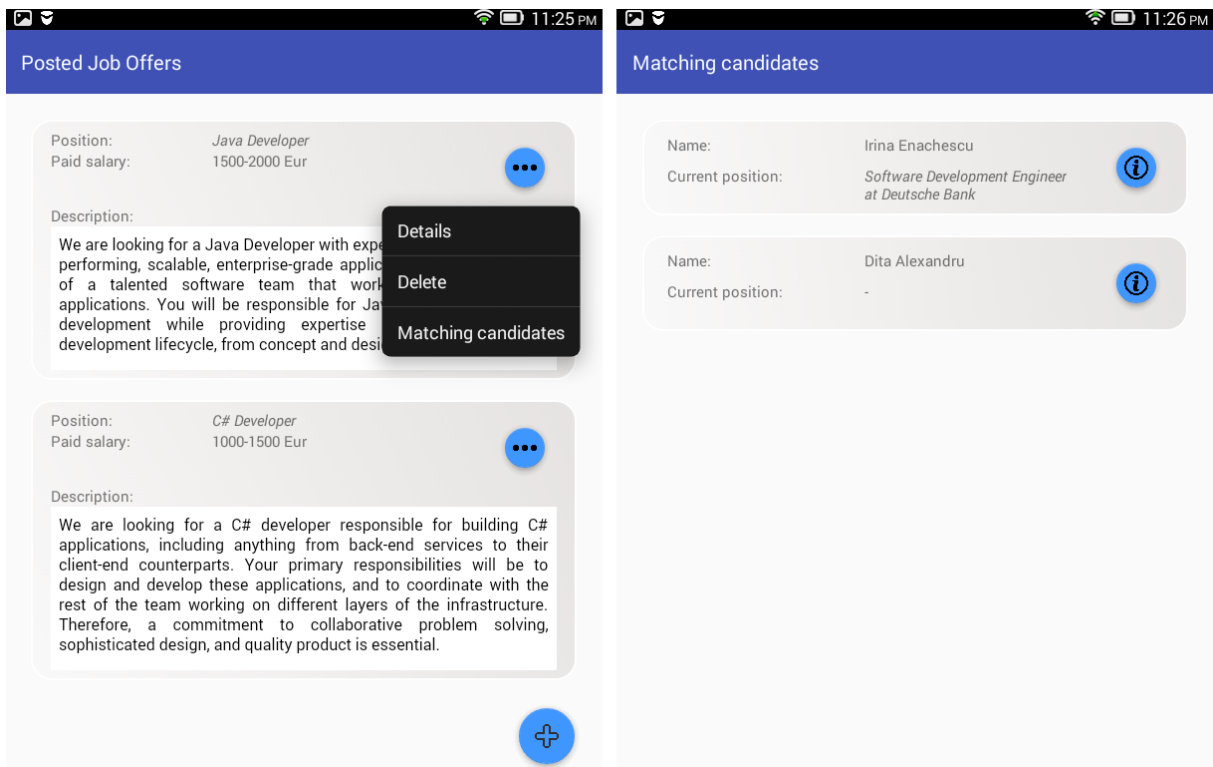 11:25 PM
Posted Job Offers
Position: Java Developer
Paid salary: 1500-2000 Eur
Description:
We are looking for a Java Developer with expe
performing, scalable, enterprise-grade applic
of a talented software team that work
applications. You will be responsible for Jav
development while providing expertise
development lifecycle, from concept and desi
Details
Delete
Matching candidates
Position: C# Developer
Paid salary: 1000-1500 Eur
Description:
We are looking for a C# developer responsible for building C#
applications, including anything from back-end services to their
client-end counterparts. Your primary responsibilities will be to
design and develop these applications, and to coordinate with the
rest of the team working on different layers of the infrastructure.
Therefore, a commitment to collaborative problem solving,
sophisticated design, and quality product is essential.
11:26 PM
Matching candidates
Name: Irina Enachescu
Current position: Software Development Engineer
at Deutsche Bank
Name: Dita Alexandru
Current position: -